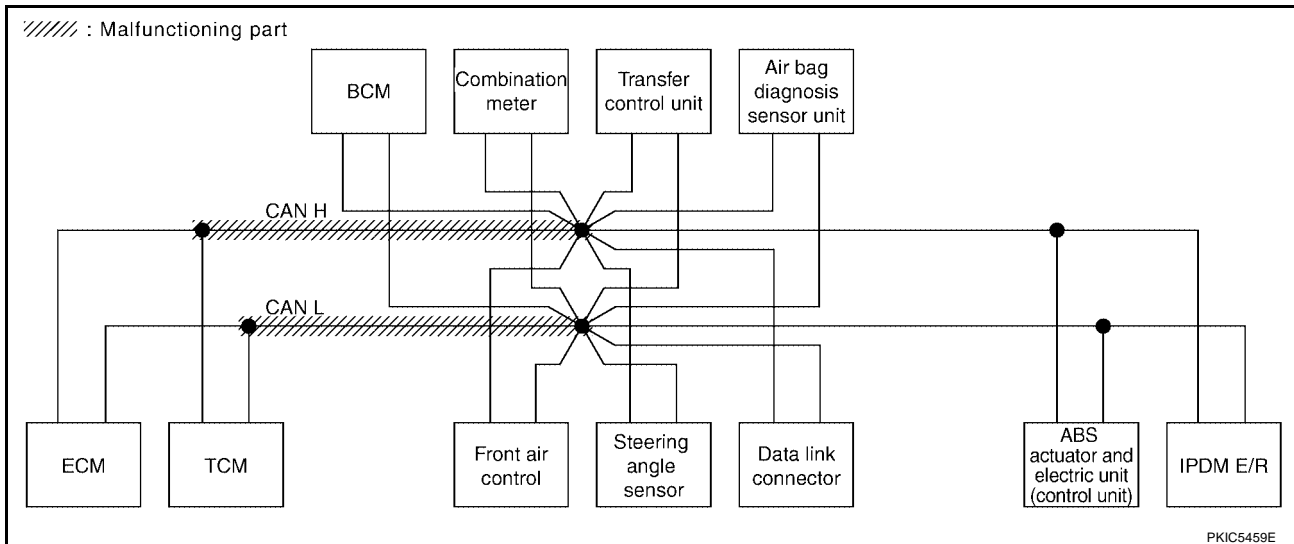 : Malfunctioning part
BCM
Combination
meter
Transfer
control unit
Air bag
diagnosis
sensor unit
CAN H
CAN L
ECM
TCM
Front air
control
Steering
angle
sensor
Data link
connector
ABS
actuator and
electric unit
(control unit)
IPDM E/R
PKIC5459E